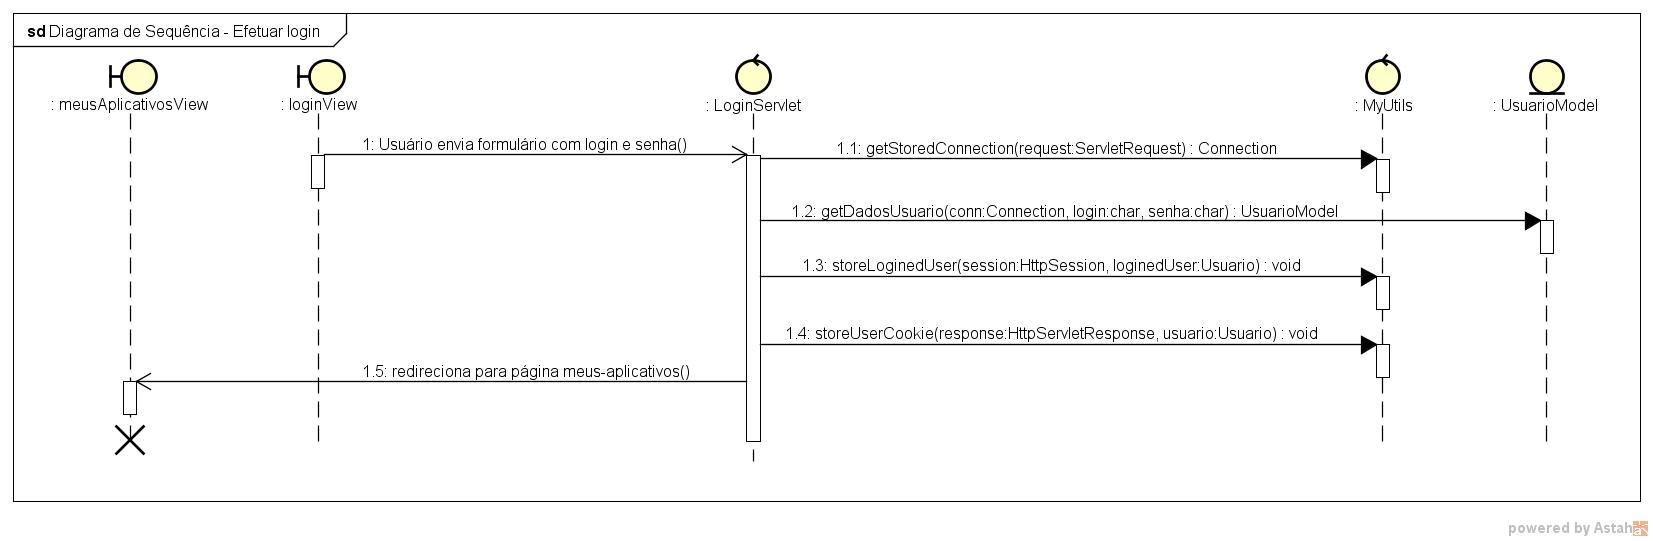 sd Diagrama de Sequência - Efetuar login
: meusAplicativosView
: loginView
: LoginServlet
: MyUtils
: UsuarioModel
1: Usuário envia formulário com login e senha()
1.1: getStoredConnection(request:ServletRequest) : Connection
1.2: getDadosUsuario(conn:Connection, login:char, senha:char) : UsuarioModel
1.3: storeLoginedUser(session:HttpSession, loginedUser:Usuario) : void
1.4: storeUserCookie(response:HttpServletResponse, usuario:Usuario) : void
1.5: redireciona para página meus-aplicativos()
powered by Astah